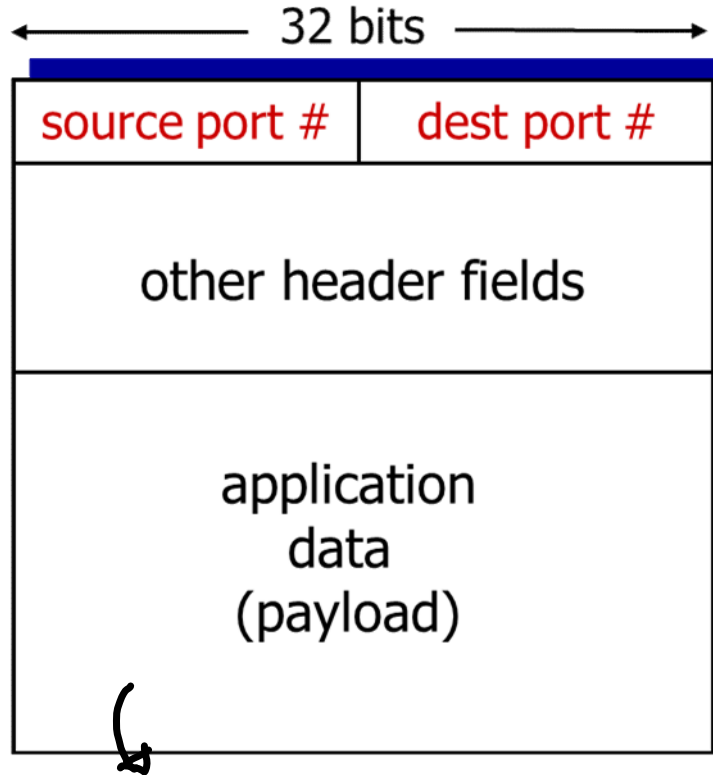 32 bits
source port # dest port #
other header fields
application
data
(payload)